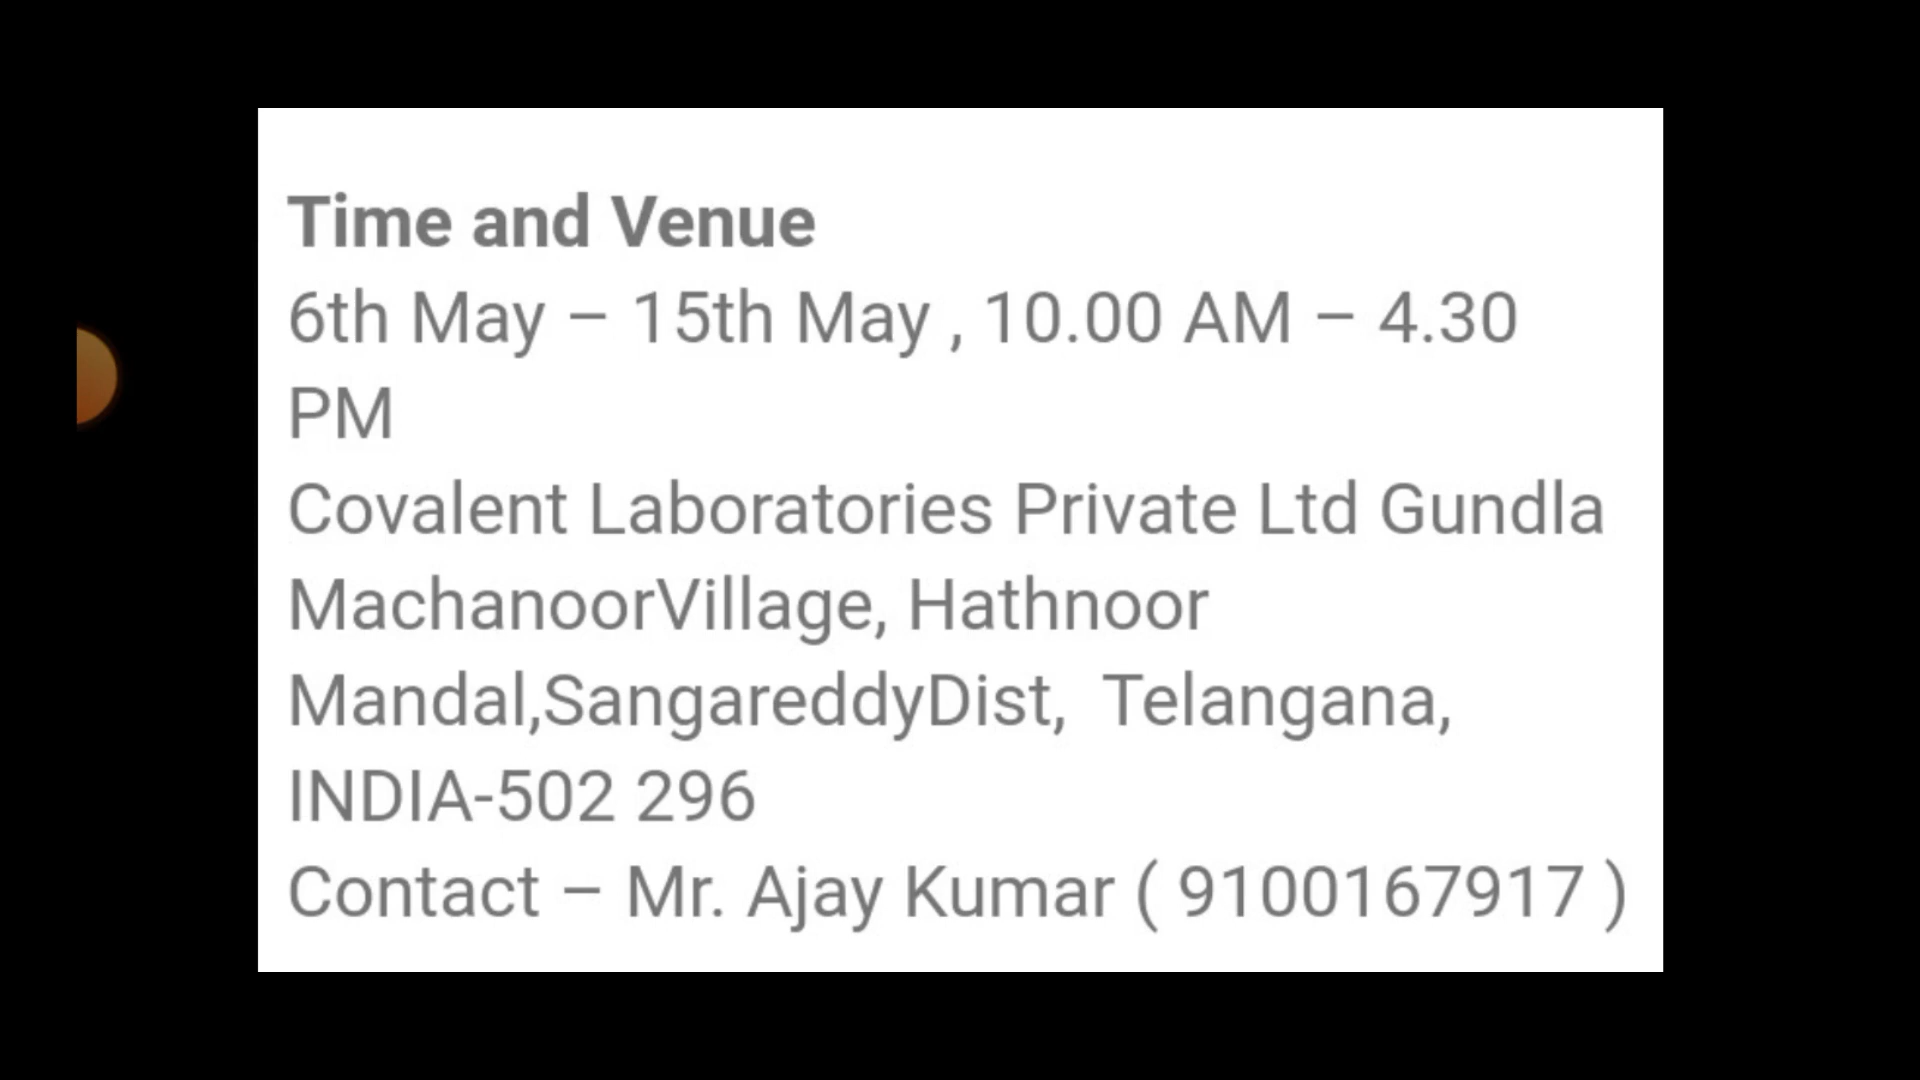 Time and Venue
6th May – 15th May , 10.00 AM – 4.30
PM
Covalent Laboratories Private Ltd Gundla
MachanoorVillage, Hathnoor
Mandal,SangareddyDist,  Telangana,
INDIA-502 296
Contact – Mr. Ajay Kumar ( 9100167917 )